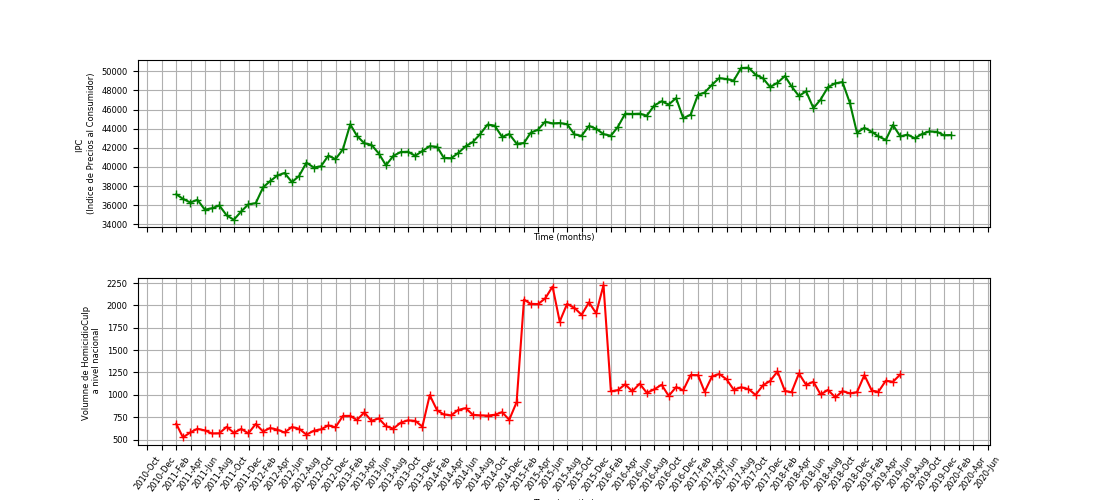 IPC
(Indice de Precios al Consumidor)
50000
48000
46000
44000
42000
40000
38000
36000
34000
Time (months)
Volumne de HomicidioCulp
a nivel nacional
2250
2000
1750
1500
1250
1000
750
500
2010-Oct
2010-Dec
2011-Feb
2011-Apr
2011-Jun
2011-Aug
2011-Oct
2011-Dec
2012-Feb
2012-Apr
2012-Jun
2012-Aug
2012-Oct
2012-Dec
2013-Feb
2013-Apr
2013-Jun
2013-Aug
2013-Oct
2013-Dec
2014-Feb
2014-Apr
2014-Jun
2014-Aug
2014-Oct
2014-Dec
2015-Feb
2015-Apr
2015-Jun
2015-Aug
2015-Oct
2015-Dec
2016-Feb
2016-Apr
2016-Jun
2016-Aug
2016-Oct
2016-Dec
2017-Feb
2017-Apr
2017-Jun
2017-Aug
2017-Oct
2017-Dec
2018-Feb
2018-Apr
2018-Jun
2018-Aug
2018-Oct
2018-Dec
2019-Feb
2019-Apr
2019-Jun
2019-Aug
2019-Oct
2019-Dec
2020-Feb
2020-Apr
2020-Jun